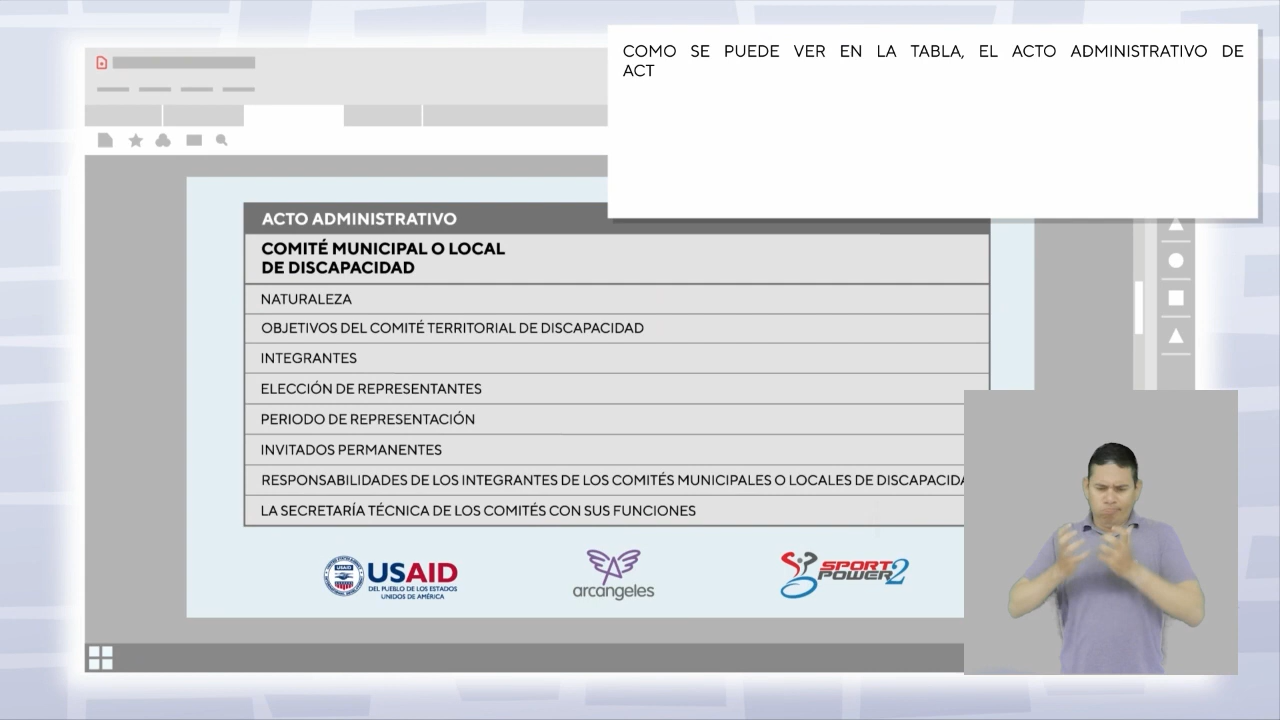 COMO SE PUEDE VER EN LA TABLA, EL ACTO ADMINISTRATIVO DE
ACT
ACTO ADMINISTRATIVO
COMITÉ MUNICIPAL O LOCAL
DE DISCAPACIDAD
NATURALEZA
OBJETIVOS DEL COMITÉ TERRITORIAL DE DISCAPACIDAD
INTEGRANTES
ELECCIÓN DE REPRESENTANTES
PERIODO DE REPRESENTACIÓN
INVITADOS PERMANENTES
RESPONSABILIDADES DE LOS INTEGRANTES DE LOS COMITÉS MUNICIPALES O LOCALES DE DISCAPACIDA
LA SECRETARÍA TÉCNICA DE LOS COMITÉS CON SUS FUNCIONES
USAID
DEL PUEBLO DE LOS ESTADOS
UNIDOS DE AMÉRICA
arcangeles
SPORT
POWER2